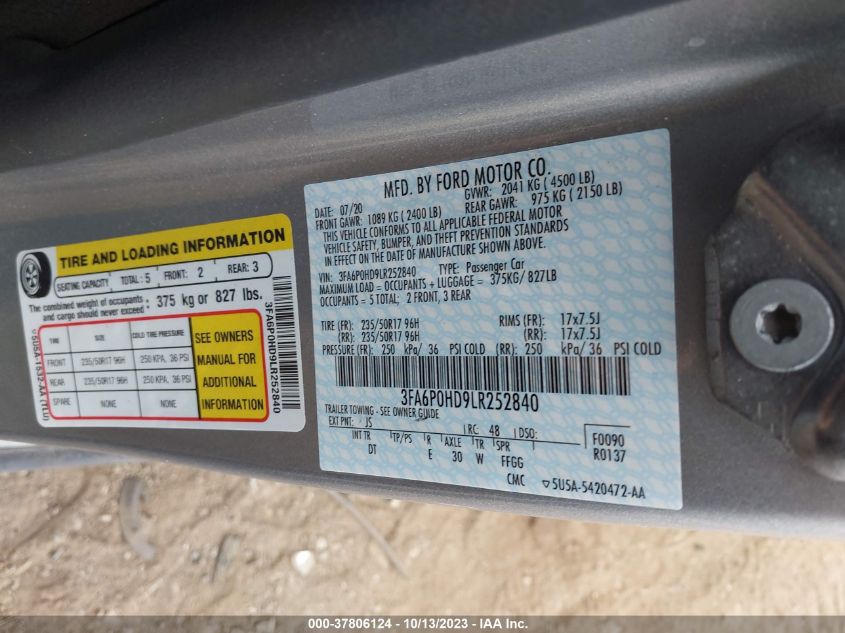 TIRE AND LOADING INFORMATION
SEATING CAPACITY TOTAL: 5 FRONT: 2 REAR: 3
The combined weight of occupants and cargo should never exceed : 375 kg or 827 lbs.
TIRE SIZE COLD TIRE PRESSURE
FRONT 235/50R17 96H 250 KPA, 36 PSI
REAR 235/50R17 96H 250 KPA, 36 PSI
SPARE NONE NONE
SEE OWNERS
MANUAL FOR
ADDITIONAL
INFORMATION
5U5A-1532-AA (TLU)
3FA6P0HD9LR252840
MFD. BY FORD MOTOR CO.
DATE: 07/20 GVWR: 2041 KG ( 4500 LB)
FRONT GAWR: 1089 KG ( 2400 LB) REAR GAWR: 975 KG ( 2150 LB)
THIS VEHICLE CONFORMS TO ALL APPLICABLE FEDERAL MOTOR
VEHICLE SAFETY, BUMPER, AND THEFT PREVENTION STANDARDS
IN EFFECT ON THE DATE OF MANUFACTURE SHOWN ABOVE.
VIN: 3FA6P0HD9LR252840 TYPE: Passenger Car
MAXIMUM LOAD = OCCUPANTS + LUGGAGE = 375KG/ 827LB
OCCUPANTS = 5 TOTAL: 2 FRONT, 3 REAR
TIRE (FR): 235/50R17 96H RIMS (FR): 17x7.5J
(RR): 235/50R17 96H (RR): 17x7.5J
PRESSURE (FR): 250 kPa/ 36 PSI COLD (RR): 250 kPa/ 36 PSI COLD
3FA6P0HD9LR252840
TRAILER TOWING - SEE OWNER GUIDE
EXT PNT: JS RC: 48 DSO: F0090
INT TR TP/PS R AXLE TR SPR R0137
DT E 30 W FFGG
CMC 5U5A-5420472-AA
000-37806124 - 10/13/2023 - IAA Inc.